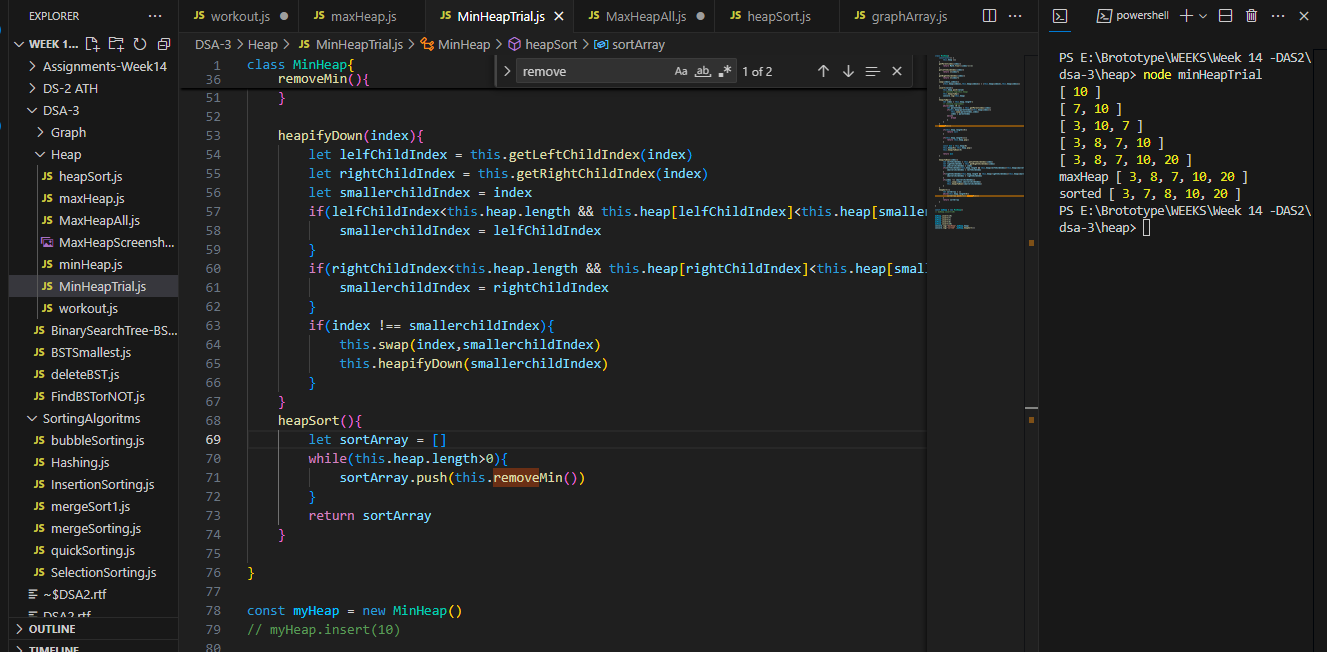 EXPLORER
WEEK 1...
Assignments-Week14
DS-2 ATH
DSA-3
Graph
Heap
JS heapSort.js
JS maxHeap.js
JS MaxHeapAll.js
MaxHeapScreensh...
JS minHeap.js
JS MinHeapTrial.js
JS workout.js
JS BinarySearchTree-BS...
JS BSTSmallest.js
JS deleteBST.js
JS FindBSTorNOT.js
SortingAlgoritms
JS bubbleSorting.js
JS Hashing.js
JS InsertionSorting.js
JS mergeSort1.js
JS mergeSorting.js
JS quickSorting.js
JS SelectionSorting.js
~$DSA2.rtf
DSA2.rtf
OUTLINE
TIMELINE
JS workout.js
JS maxHeap.js
JS MinHeapTrial.js
JS MaxHeapAll.js
JS heapSort.js
JS graphArray.js
DSA-3 > Heap > JS MinHeapTrial.js > MinHeap > heapSort > sortArray
remove
Aa ab .*
1 of 2
1 class MinHeap{
36 removeMin(){
51 }
52
53 heapifyDown(index){
54 let lelfChildIndex = this.getLeftChildIndex(index)
55 let rightChildIndex = this.getRightChildIndex(index)
56 let smallerchildIndex = index
57 if(lelfChildIndex<this.heap.length && this.heap[lelfChildIndex]<this.heap[smaller
58 smallerchildIndex = lelfChildIndex
59 }
60 if(rightChildIndex<this.heap.length && this.heap[rightChildIndex]<this.heap[small
61 smallerchildIndex = rightChildIndex
62 }
63 if(index !== smallerchildIndex){
64 this.swap(index,smallerchildIndex)
65 this.heapifyDown(smallerchildIndex)
66 }
67 }
68 heapSort(){
69 let sortArray = []
70 while(this.heap.length>0){
71 sortArray.push(this.removeMin())
72 }
73 return sortArray
74 }
75
76 }
77
78 const myHeap = new MinHeap()
79 // myHeap.insert(10)
80
powershell
PS E:\Brototype\WEEKS\Week 14 -DAS2\
dsa-3\heap> node minHeapTrial
[ 10 ]
[ 7, 10 ]
[ 3, 10, 7 ]
[ 3, 8, 7, 10 ]
[ 3, 8, 7, 10, 20 ]
maxHeap [ 3, 8, 7, 10, 20 ]
sorted [ 3, 7, 8, 10, 20 ]
PS E:\Brototype\WEEKS\Week 14 -DAS2\
dsa-3\heap>